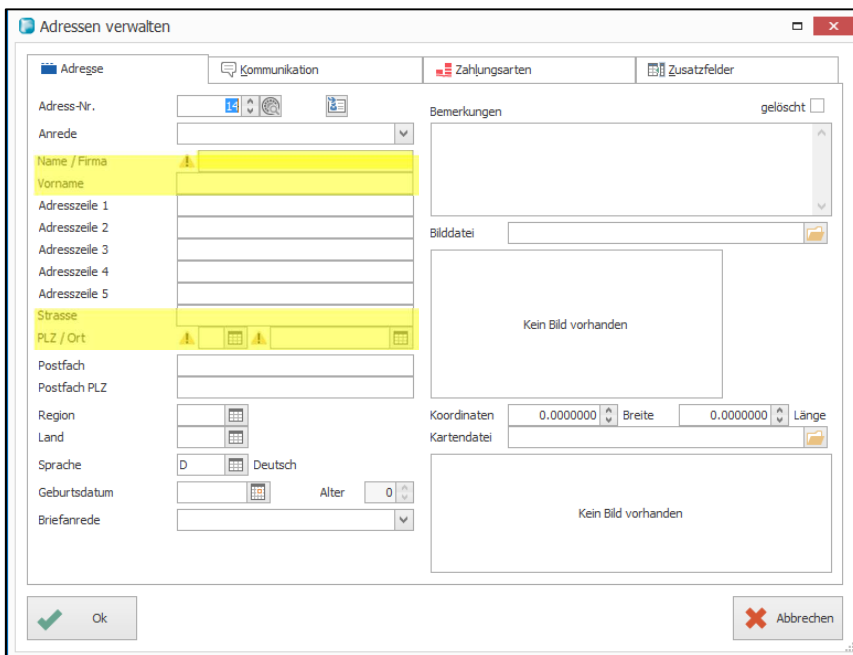 Adressen verwalten
Adresse
Kommunikation
Zahlungsarten
Zusatzfelder
Adress-Nr. 14
Anrede
Name / Firma
Vorname
Adresszeile 1
Adresszeile 2
Adresszeile 3
Adresszeile 4
Adresszeile 5
Strasse
PLZ / Ort
Postfach
Postfach PLZ
Region
Land
Sprache D Deutsch
Geburtsdatum Alter 0
Briefanrede
Bemerkungen gelöscht
Bilddatei
Kein Bild vorhanden
Koordinaten 0.0000000 Breite 0.0000000 Länge
Kartendatei
Kein Bild vorhanden
Ok
Abbrechen